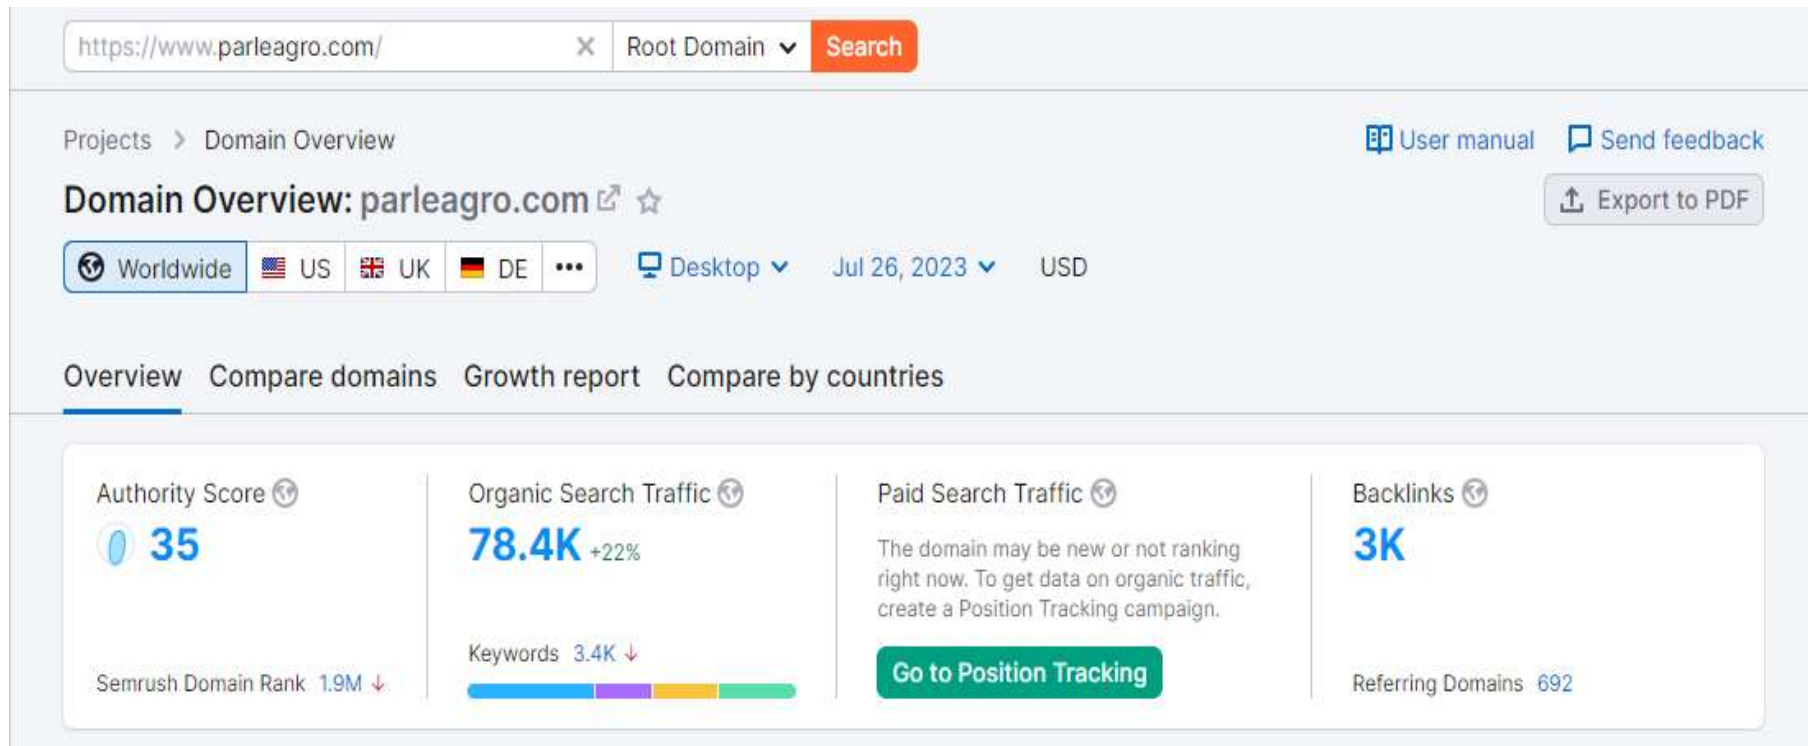 https://www.parleagro.com/ × Root Domain Search
Projects > Domain Overview User manual Send feedback
Domain Overview: parleagro.com Export to PDF
Worldwide US UK DE ••• Desktop Jul 26, 2023 USD
Overview Compare domains Growth report Compare by countries
Authority Score
35
Semrush Domain Rank 1.9M ↓
Organic Search Traffic
78.4K +22%
Keywords 3.4K ↓
Paid Search Traffic
The domain may be new or not ranking
right now. To get data on organic traffic,
create a Position Tracking campaign.
Go to Position Tracking
Backlinks
3K
Referring Domains 692